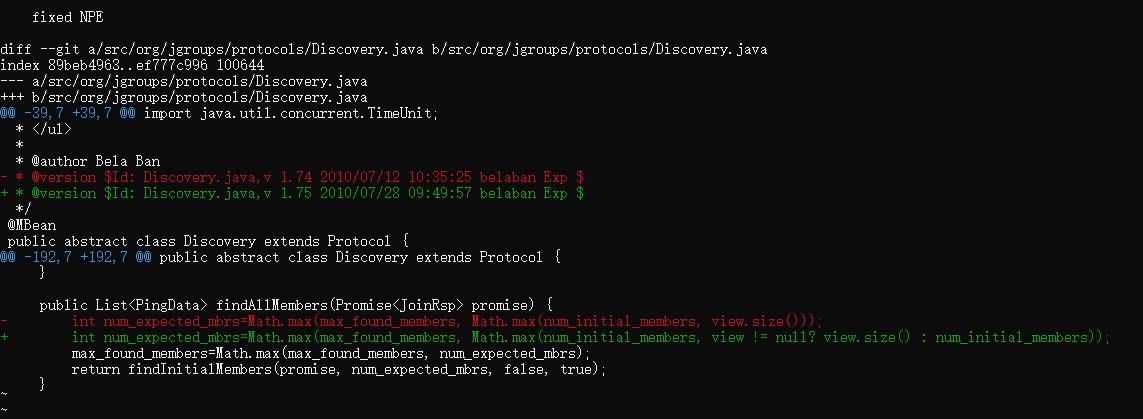 fixed NPE
diff --git a/src/org/jgroups/protocols/Discovery.java b/src/org/jgroups/protocols/Discovery.java
index 89beb4963..ef777c996 100644
--- a/src/org/jgroups/protocols/Discovery.java
+++ b/src/org/jgroups/protocols/Discovery.java
@@ -39,7 +39,7 @@ import java.util.concurrent.TimeUnit;
  * </ul>
  *
  * @author Bela Ban
- * @version $Id: Discovery.java,v 1.74 2010/07/12 10:35:25 belaban Exp $
+ * @version $Id: Discovery.java,v 1.75 2010/07/28 09:49:57 belaban Exp $
  */
 @MBean
 public abstract class Discovery extends Protocol {
@@ -192,7 +192,7 @@ public abstract class Discovery extends Protocol {
     }
     public List<PingData> findAllMembers(Promise<JoinRsp> promise) {
-        int num_expected_mbrs=Math.max(max_found_members, Math.max(num_initial_members, view.size()));
+        int num_expected_mbrs=Math.max(max_found_members, Math.max(num_initial_members, view != null? view.size() : num_initial_members));
         max_found_members=Math.max(max_found_members, num_expected_mbrs);
         return findInitialMembers(promise, num_expected_mbrs, false, true);
     }
~
~